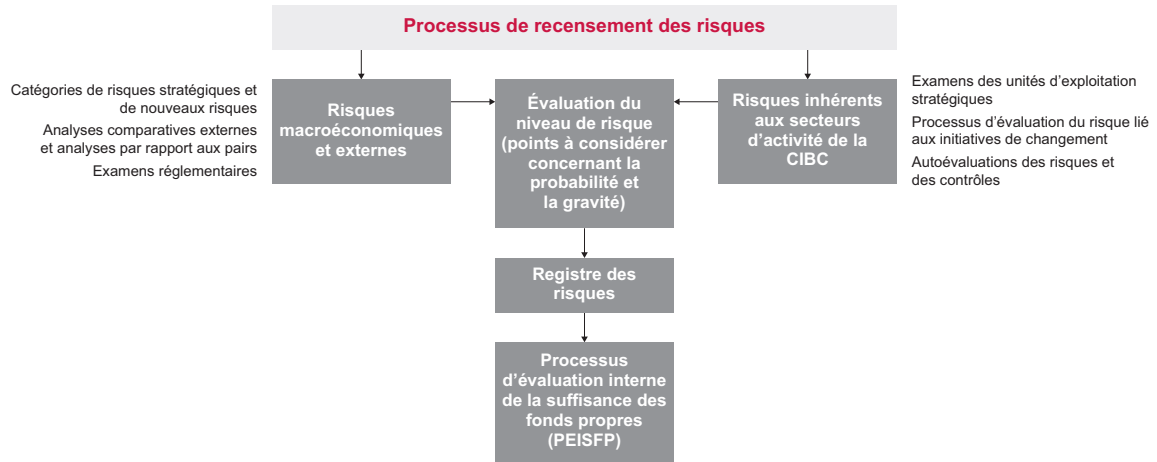 Processus de recensement des risques
Catégories de risques stratégiques et
de nouveaux risques
Analyses comparatives externes
et analyses par rapport aux pairs
Examens réglementaires
Risques
macroéconomiques
et externes
Évaluation du
niveau de risque
(points à considérer
concernant la
probabilité et
la gravité)
Risques inhérents
aux secteurs
d’activité de la
CIBC
Examens des unités d’exploitation
stratégiques
Processus d’évaluation du risque lié
aux initiatives de changement
Autoévaluations des risques et
des contrôles
Registre des
risques
Processus
d’évaluation interne
de la suffisance des
fonds propres
(PEISFP)